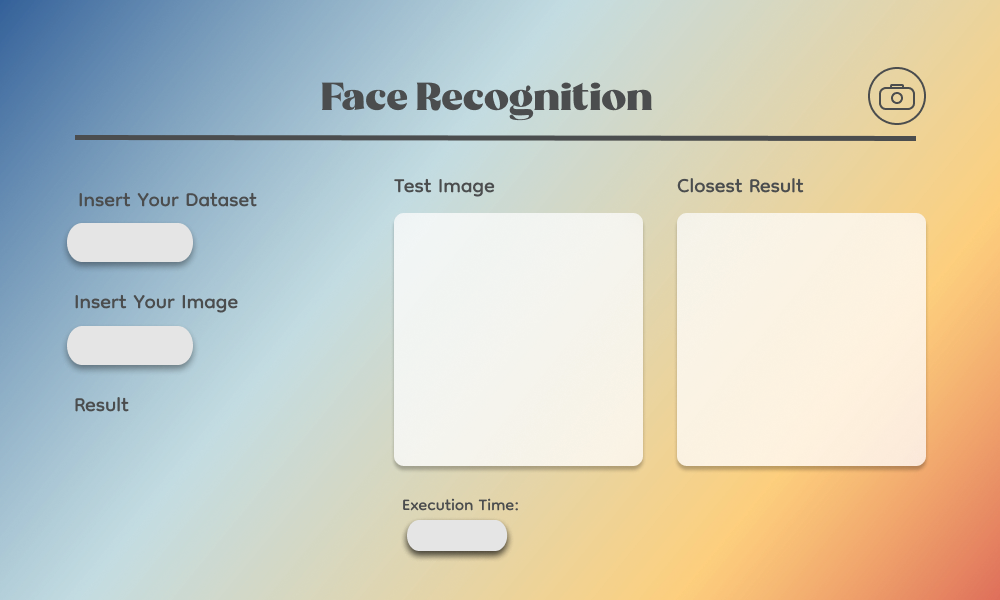 Face Recognition
Insert Your Dataset
Insert Your Image
Result
Test Image
Closest Result
Execution Time: